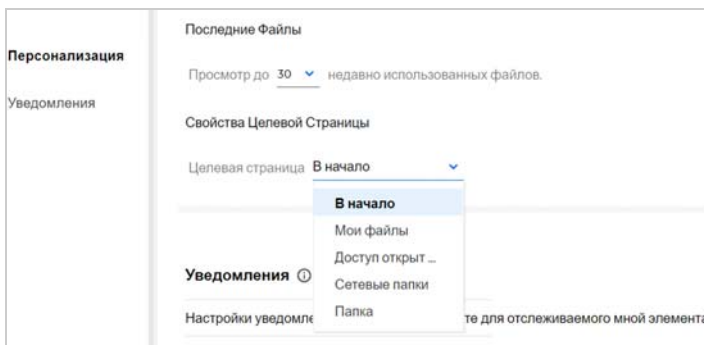 Последние Файлы
Персонализация
Просмотр до 30 недавно использованных файлов.
Уведомления
Свойства Целевой Страницы
Целевая страница В начало
В начало
Мои файлы
Доступ открыт ...
Сетевые папки
Папка
Уведомления
Настройки уведомле те для отслеживаемого мной элемента